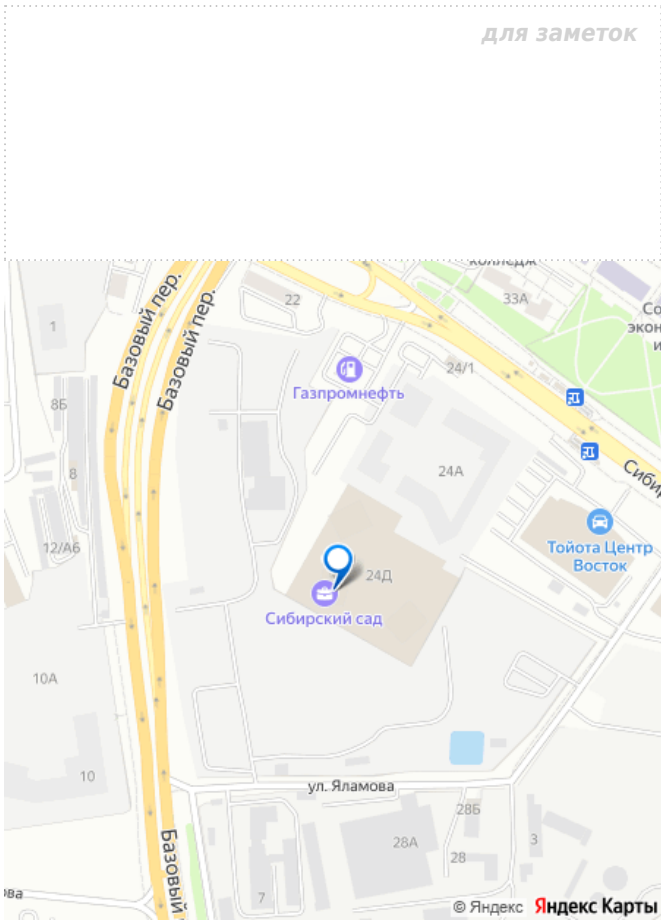 для заметок
колледж
Базовый пер.
Базовый пер.
22
33А
1
Газпромнефть
24/1
8Б
8
24А
12/А6
Тойота Центр
Восток
24Д
Сибирский сад
10А
10
ул. Яламова
28Б
28А
28
3
7
Базовый
© Яндекс Яндекс Карты